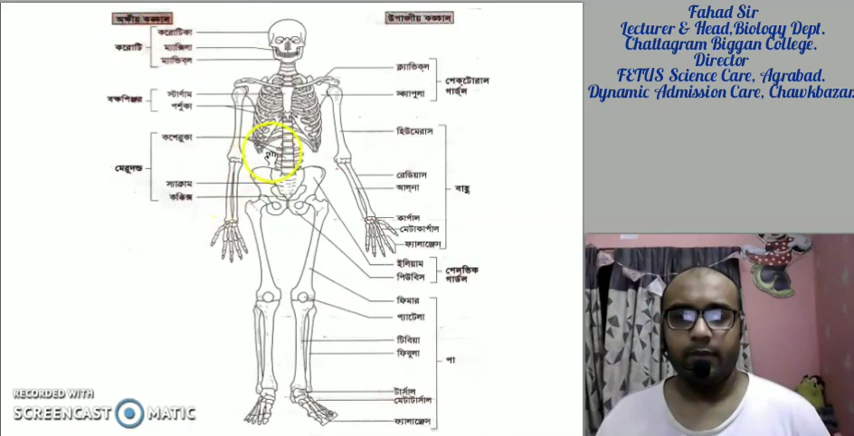 অক্ষীয় কঙ্কাল
উপাঙ্গীয় কঙ্কাল
করোটি
করোটিকা
ম্যাক্সিলা
ম্যান্ডিবল
বক্ষপিঞ্জর
স্টার্ণাম
পর্শুকা
মেরুদন্ড
কশেরুকা
স্যাক্রাম
কক্কিক্স
ক্ল্যাভিকল
স্ক্যাপুলা
পেকটোরাল
গার্ডল
হিউমেরাস
রেডিয়াস
আলনা
কার্পাল
মেটাকার্পাল
ফ্যালাঞ্জেস
বাহু
ইলিয়াম
পিউবিস
পেলভিক
গার্ডল
ফিমার
প্যাটেলা
টিবিয়া
ফিবুলা
টার্সাল
মেটাটার্সাল
ফ্যালাঞ্জেস
পা
Fahad Sir
Lecturer & Head,Biology Dept.
Chattagram Biggan College.
Director
FETUS Science Care, Agrabad.
Dynamic Admission Care, Chawkbazar.
RECORDED WITH
SCREENCAST MATIC